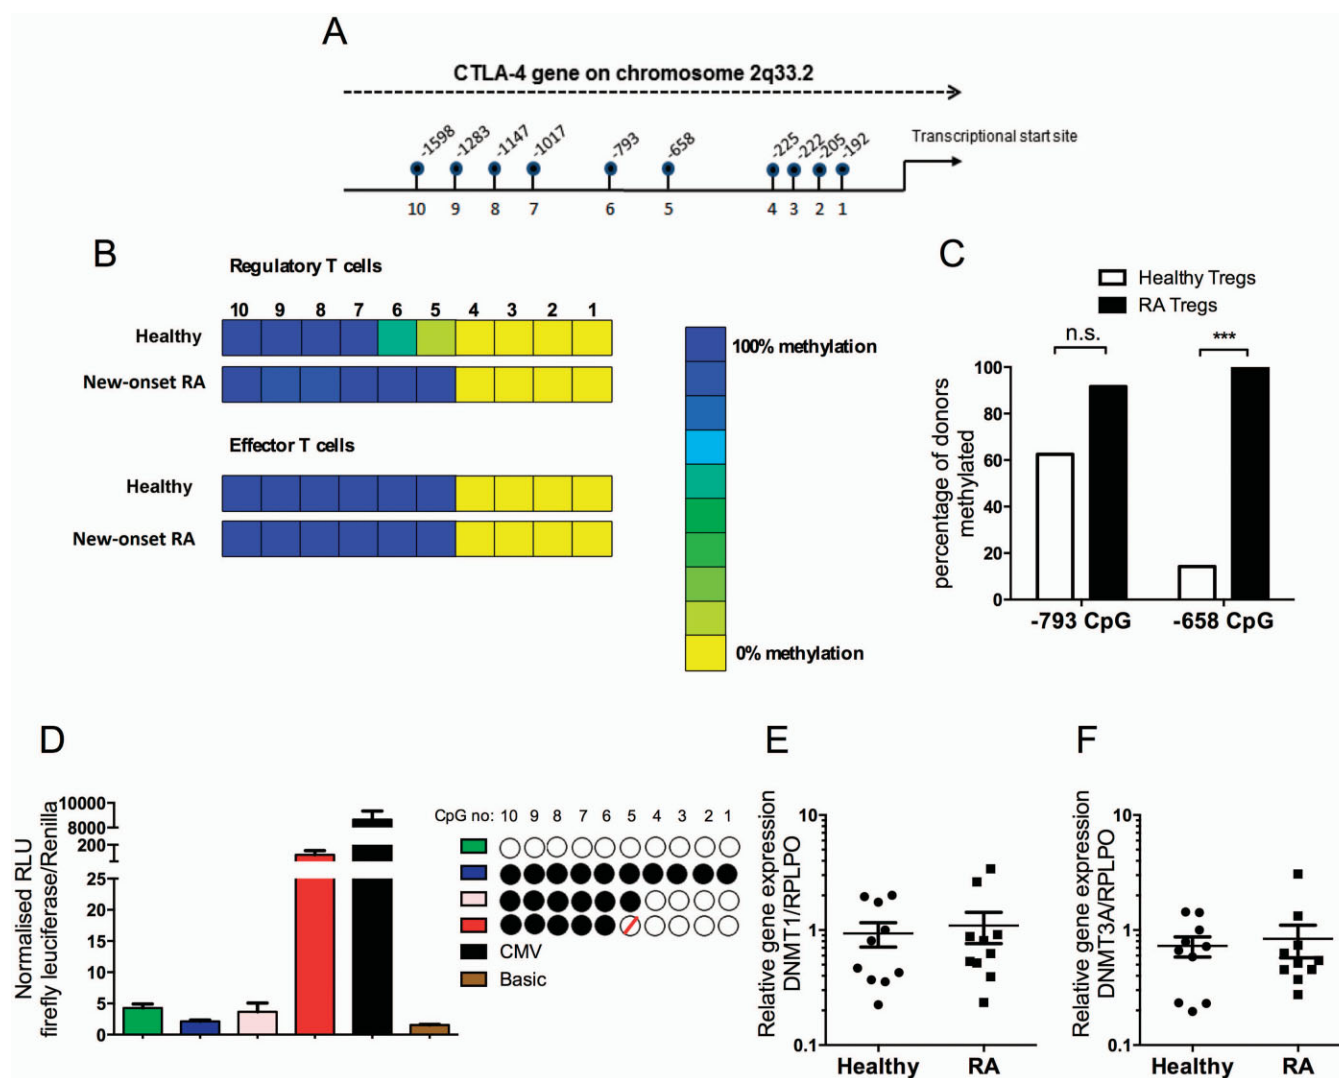 A
CTLA-4 gene on chromosome 2q33.2
-1598 -1283 -1147 -1017 -793 -658 -225 -222 -205 -192
Transcriptional start site
10 9 8 7 6 5 4 3 2 1
B
Regulatory T cells
10 9 8 7 6 5 4 3 2 1
Healthy
New-onset RA
Effector T cells
Healthy
New-onset RA
100% methylation
0% methylation
C
Healthy Tregs
RA Tregs
n.s.
***
percentage of donors
methylated
100
80
60
40
20
0
-793 CpG
-658 CpG
D
Normalised RLU
firefly luciferase/Renilla
10000
8000
200
25
20
15
10
5
0
CpG no: 10 9 8 7 6 5 4 3 2 1
CMV
Basic
E
Relative gene expression
DNMT1/RPLPO
10
1
0.1
Healthy
RA
F
Relative gene expression
DNMT3A/RPLPO
10
1
0.1
Healthy
RA